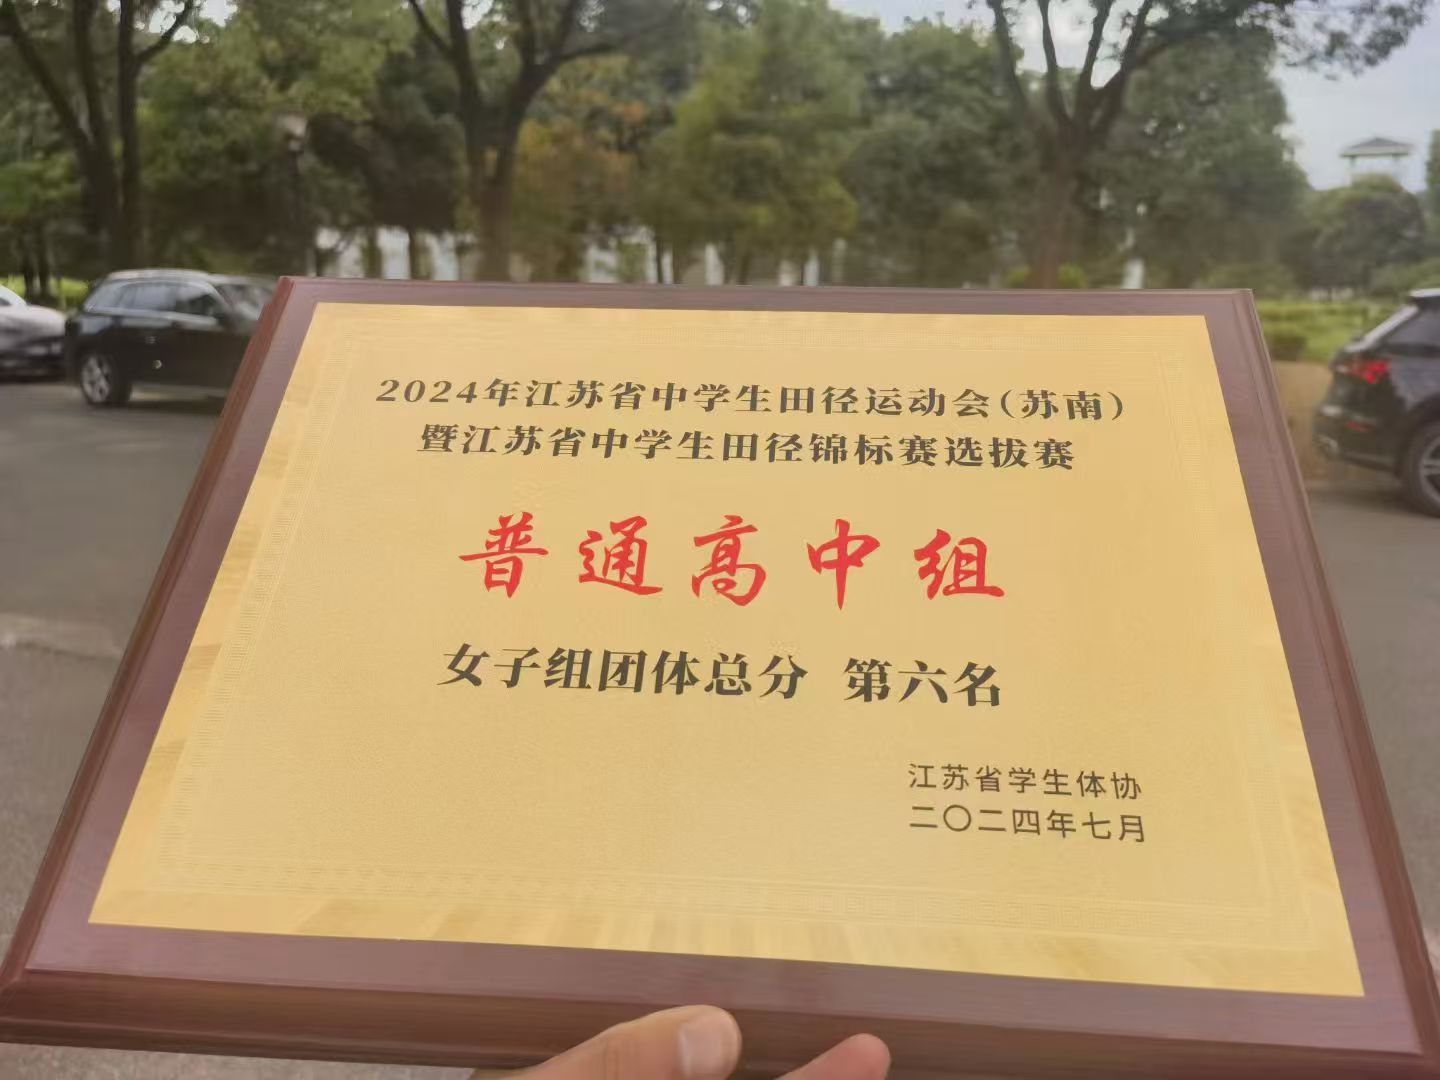 2024年江苏省中学生田径运动会（苏南）
暨江苏省中学生田径锦标赛选拔赛
普通高中组
女子组团体总分 第六名
江苏省学生体协
二〇二四年七月